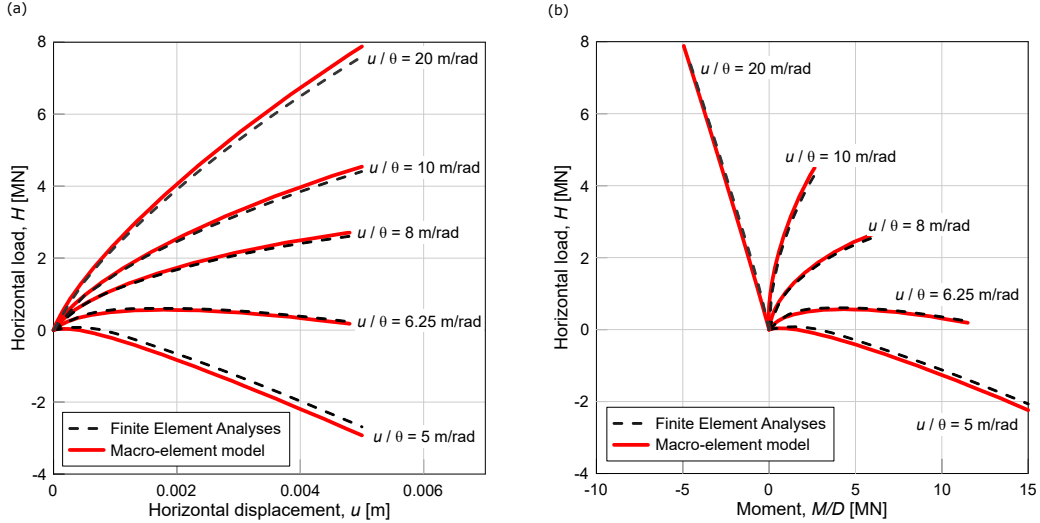 (a)
8
6
4
2
0
-2
-4
Horizontal load, H [MN]
u / θ = 20 m/rad
u / θ = 10 m/rad
u / θ = 8 m/rad
u / θ = 6.25 m/rad
u / θ = 5 m/rad
Finite Element Analyses
Macro-element model
0 0.002 0.004 0.006
Horizontal displacement, u [m]
(b)
8
6
4
2
0
-2
-4
Horizontal load, H [MN]
u / θ = 20 m/rad
u / θ = 10 m/rad
u / θ = 8 m/rad
u / θ = 6.25 m/rad
u / θ = 5 m/rad
Finite Element Analyses
Macro-element model
-10 -5 0 5 10 15
Moment, M/D [MN]